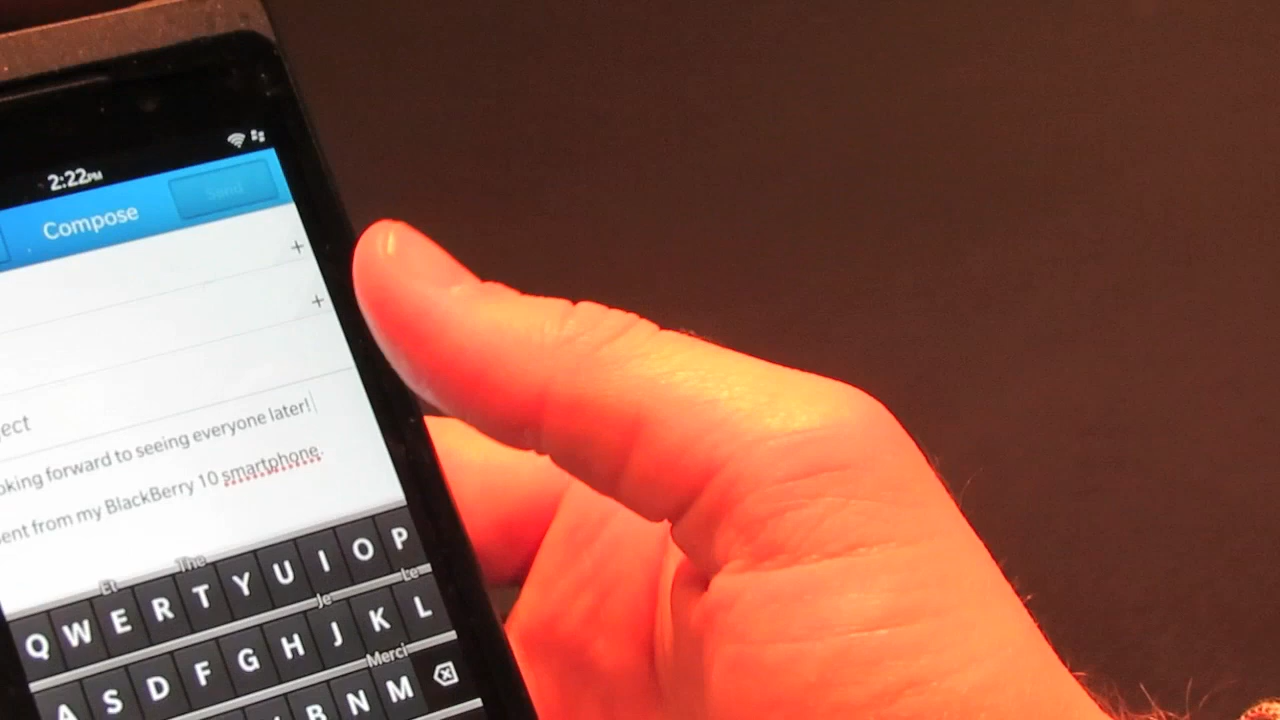 2:22PM
Compose Send
+
+
ject
oking forward to seeing everyone later!
ent from my BlackBerry 10 smartphone.
Et The
Q W E R T Y U I O P
Je Le
A S D F G H J K L
Merci
B N M